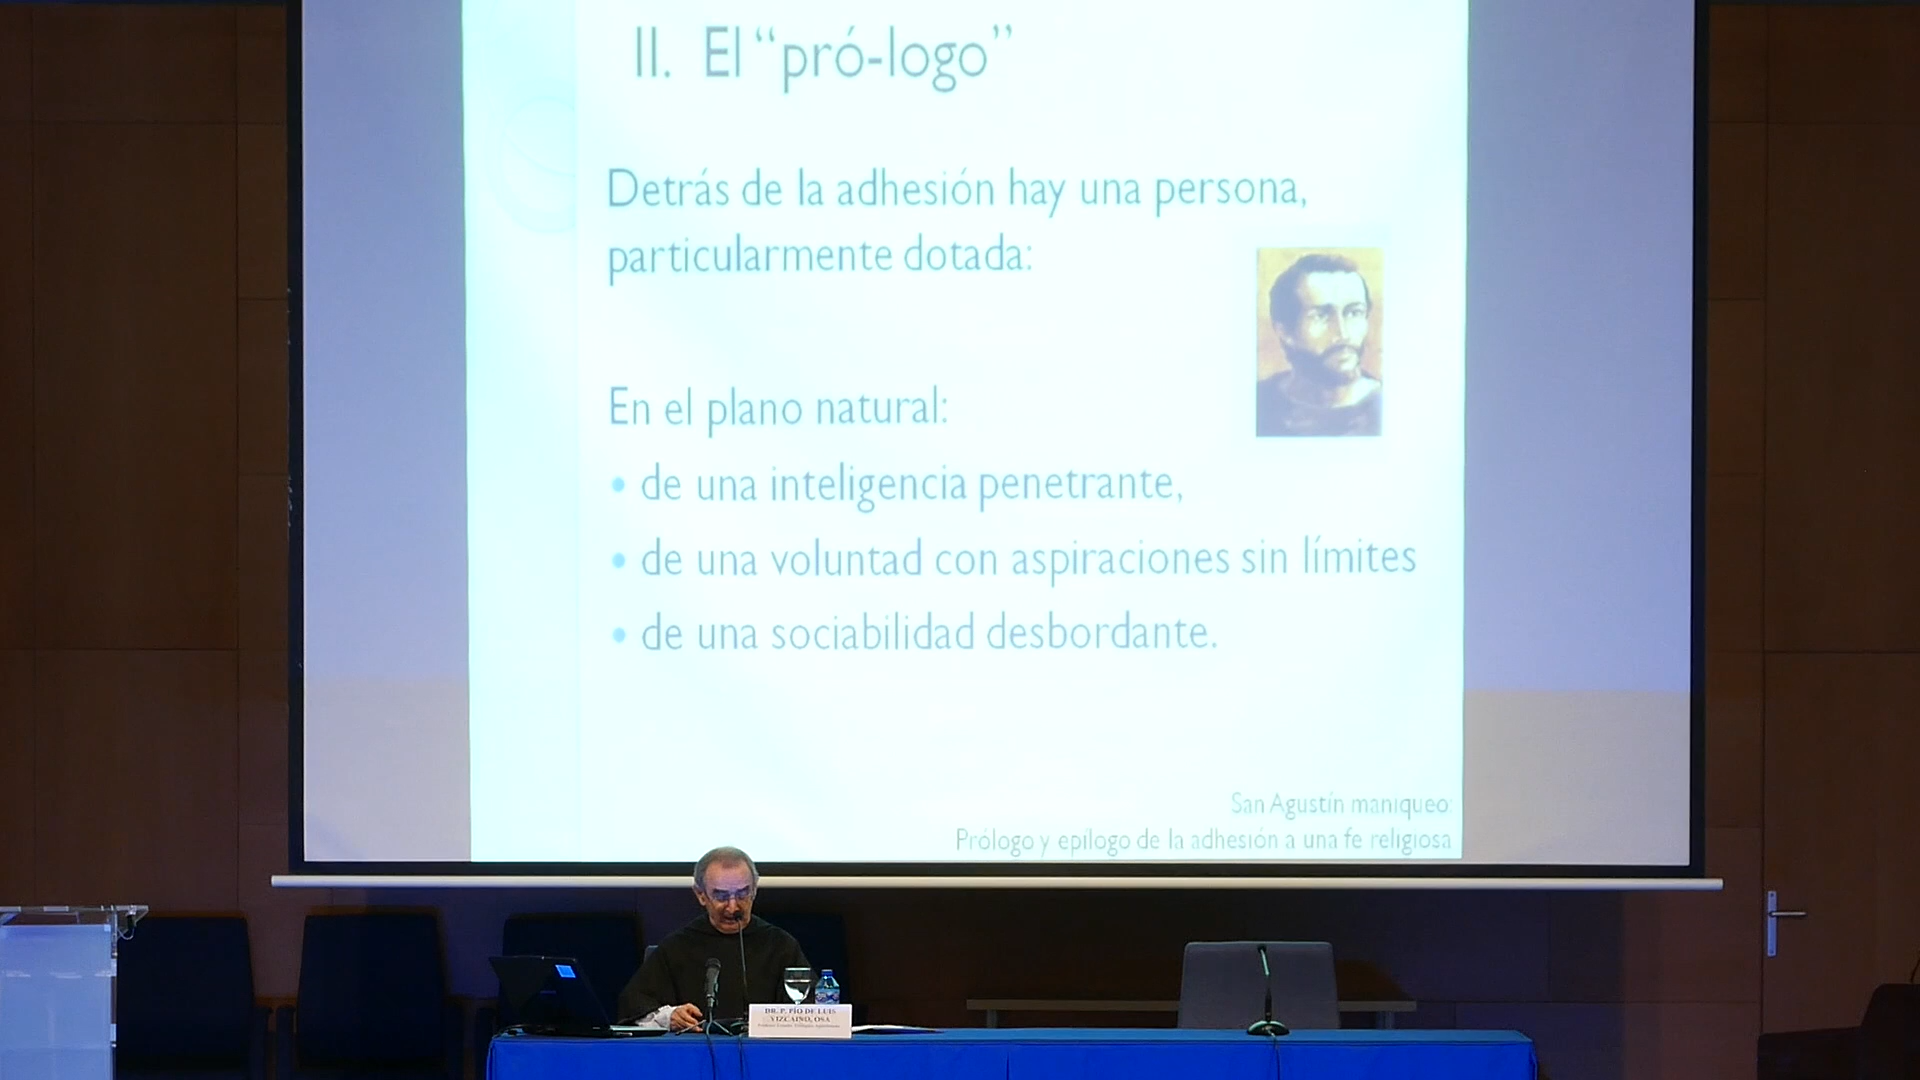 II. El “pró-logo”
Detrás de la adhesión hay una persona,
particularmente dotada:
En el plano natural:
• de una inteligencia penetrante,
• de una voluntad con aspiraciones sin límites
• de una sociabilidad desbordante.
San Agustín maniqueo:
Prólogo y epílogo de la adhesión a una fe religiosa
DR. P. PÍO DE LUIS
VIZCAÍNO, OSA